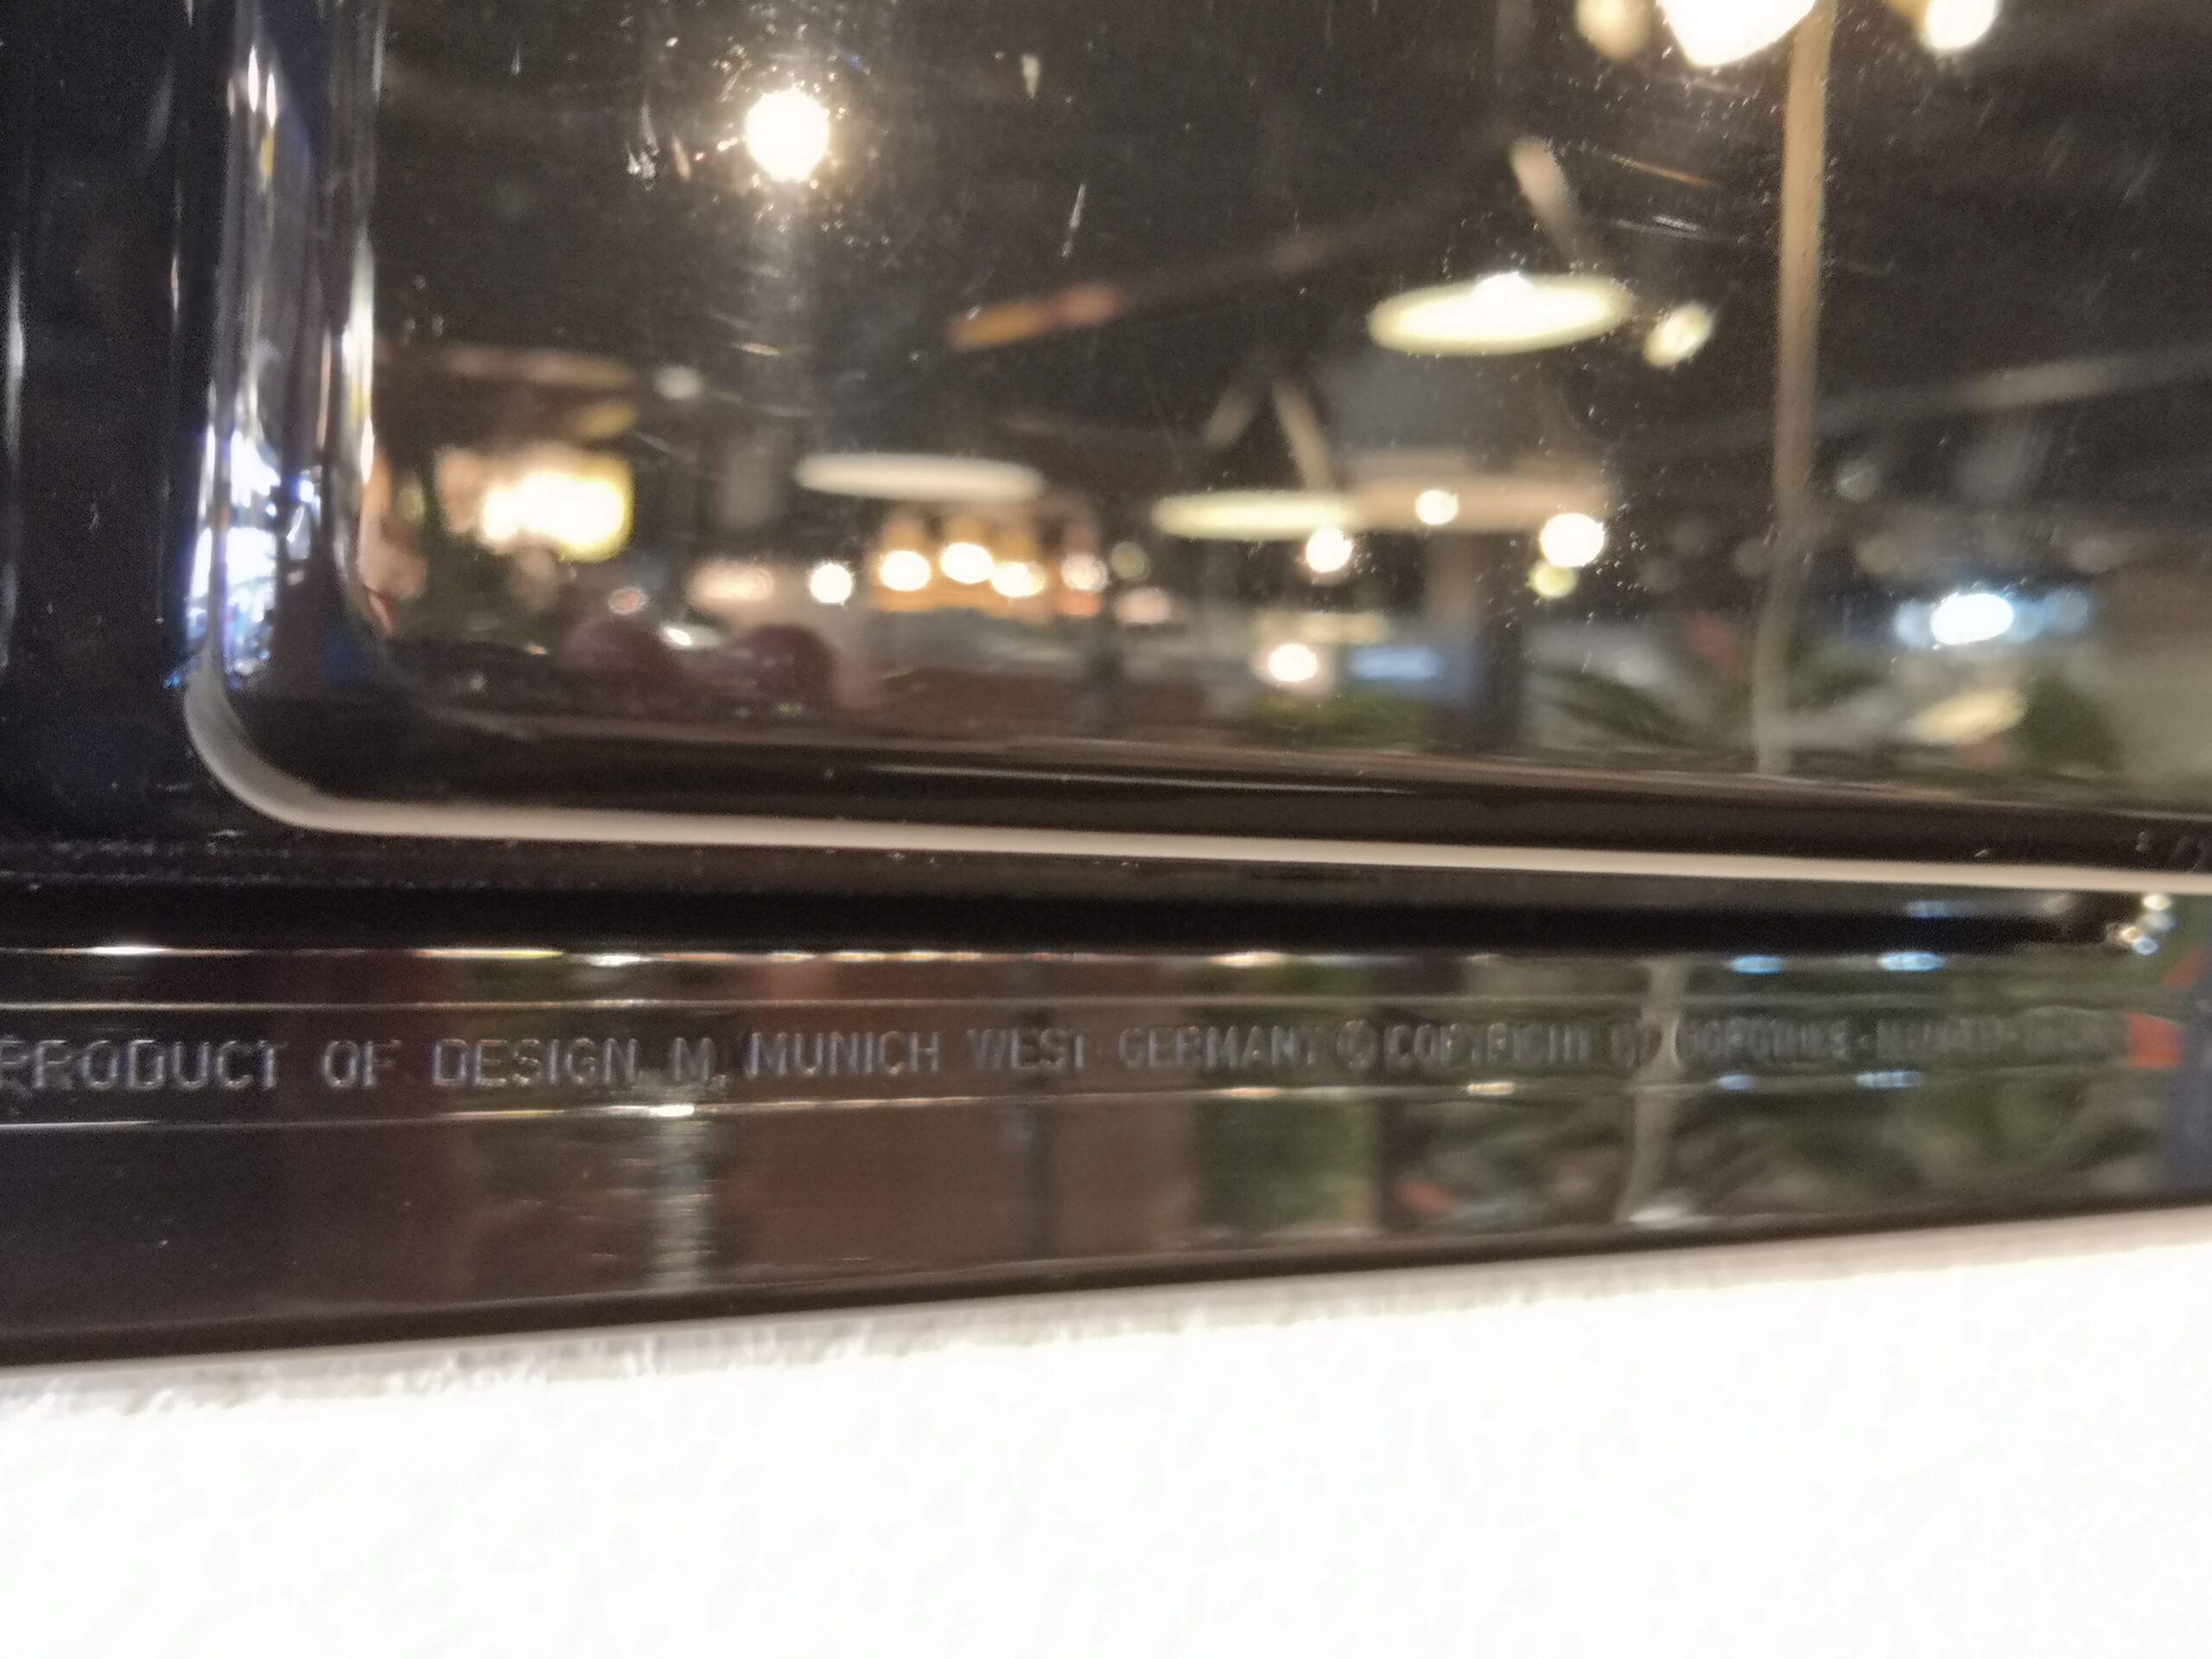 PRODUCT OF DESIGN M. MUNICH WEST GERMANY ©COPYRIGHT BY